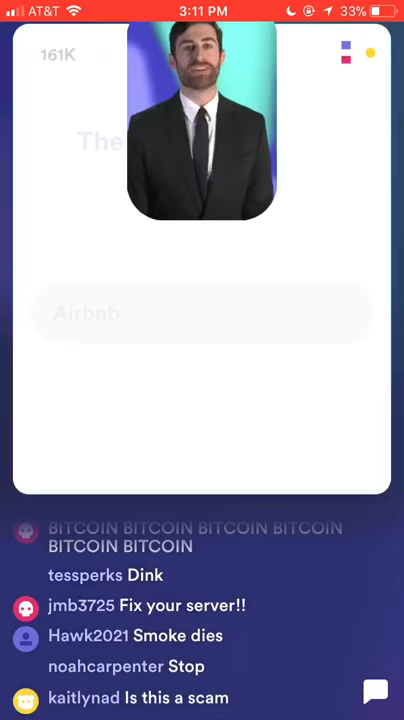 AT&T 3:11 PM 33%
161K
The
Airbnb
BITCOIN BITCOIN BITCOIN BITCOIN
BITCOIN BITCOIN
tessperks Dink
jmb3725 Fix your server!!
Hawk2021 Smoke dies
noahcarpenter Stop
kaitlynad Is this a scam